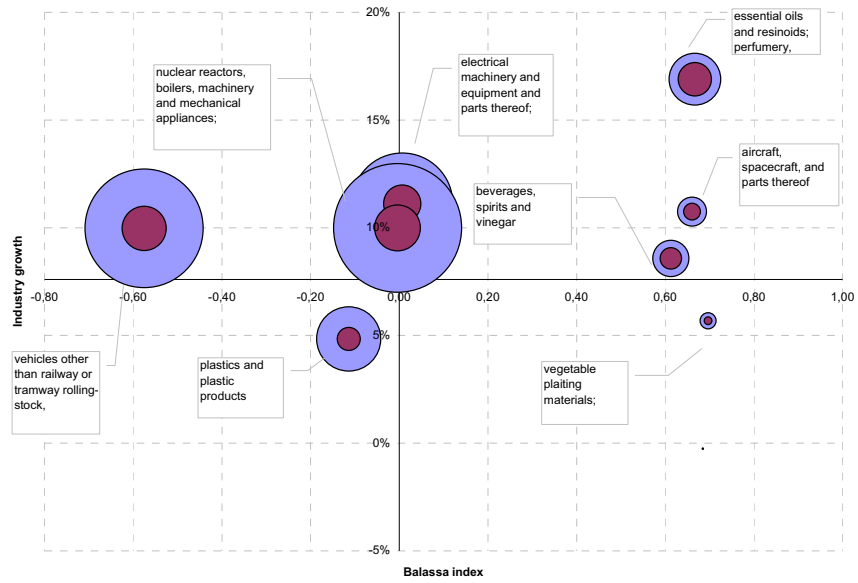 20%
essential oils
and resinoids;
perfumery,
nuclear reactors,
boilers, machinery
and mechanical
appliances;
electrical
machinery and
equipment and
parts thereof;
15%
aircraft,
spacecraft, and
parts thereof
beverages,
spirits and
vinegar
10%
Industry growth
-0,80
-0,60
-0,40
-0,20
0,00
0,20
0,40
0,60
0,80
1,00
5%
vehicles other
than railway or
tramway rolling-
stock,
plastics and
plastic
products
vegetable
plaiting
materials;
0%
-5%
Balassa index